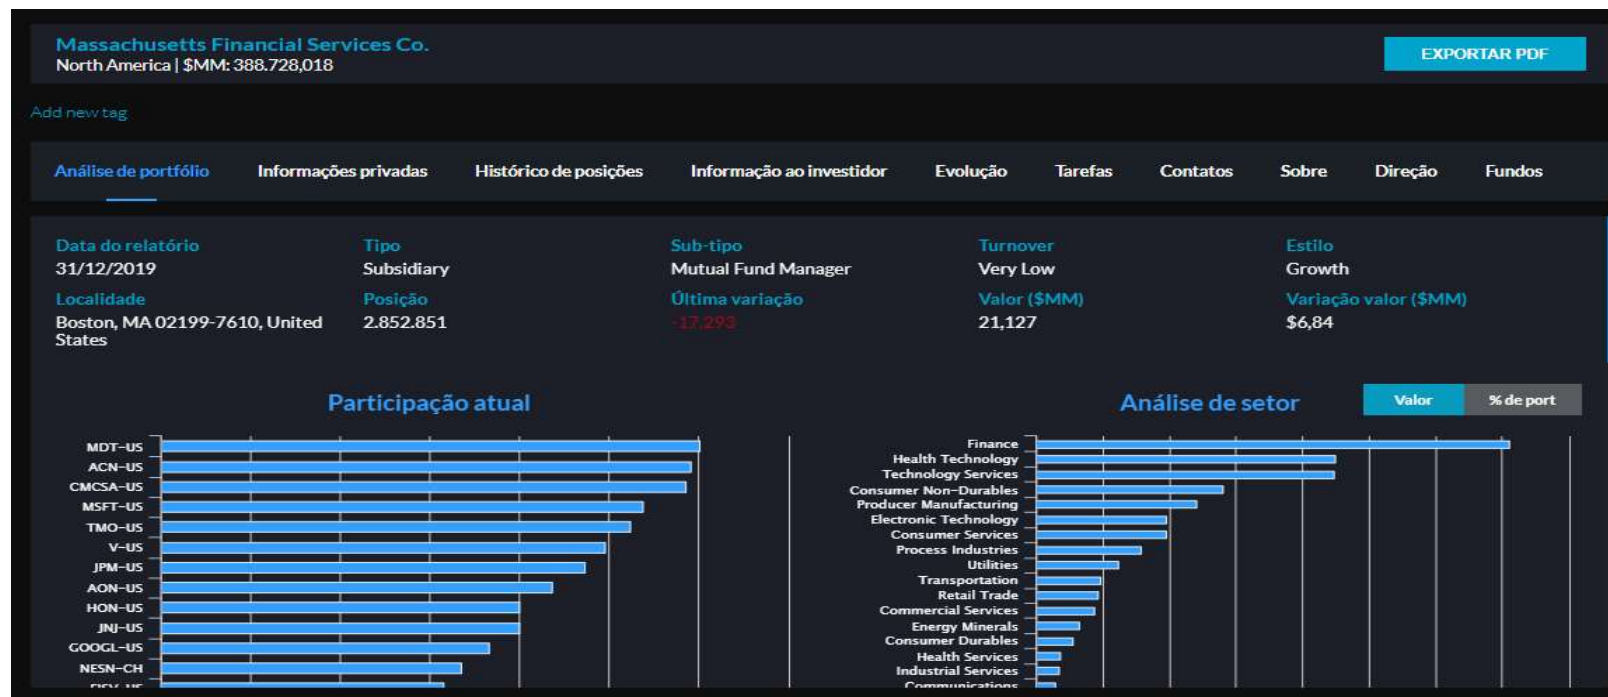 Massachusetts Financial Services Co.
North America | $MM: 388.728,018
EXPORTAR PDF
Add new tag
Análise de portfólio Informações privadas Histórico de posições Informação ao investidor Evolução Tarefas Contatos Sobre Direção Fundos
Data do relatório Tipo Sub-tipo Turnover Estilo
31/12/2019 Subsidiary Mutual Fund Manager Very Low Growth
Localidade Posição Última variação Valor ($MM) Variação valor ($MM)
Boston, MA 02199-7610, United 2.852.851 -17,293 21,127 $6,84
States
Participação atual
MDT-US
ACN-US
CMCSA-US
MSFT-US
TMO-US
V-US
JPM-US
AON-US
HON-US
JNJ-US
GOOGL-US
NESN-CH
Análise de setor
Valor % de port
Finance
Health Technology
Technology Services
Consumer Non-Durables
Producer Manufacturing
Electronic Technology
Consumer Services
Process Industries
Utilities
Transportation
Retail Trade
Commercial Services
Energy Minerals
Consumer Durables
Health Services
Industrial Services
Communications